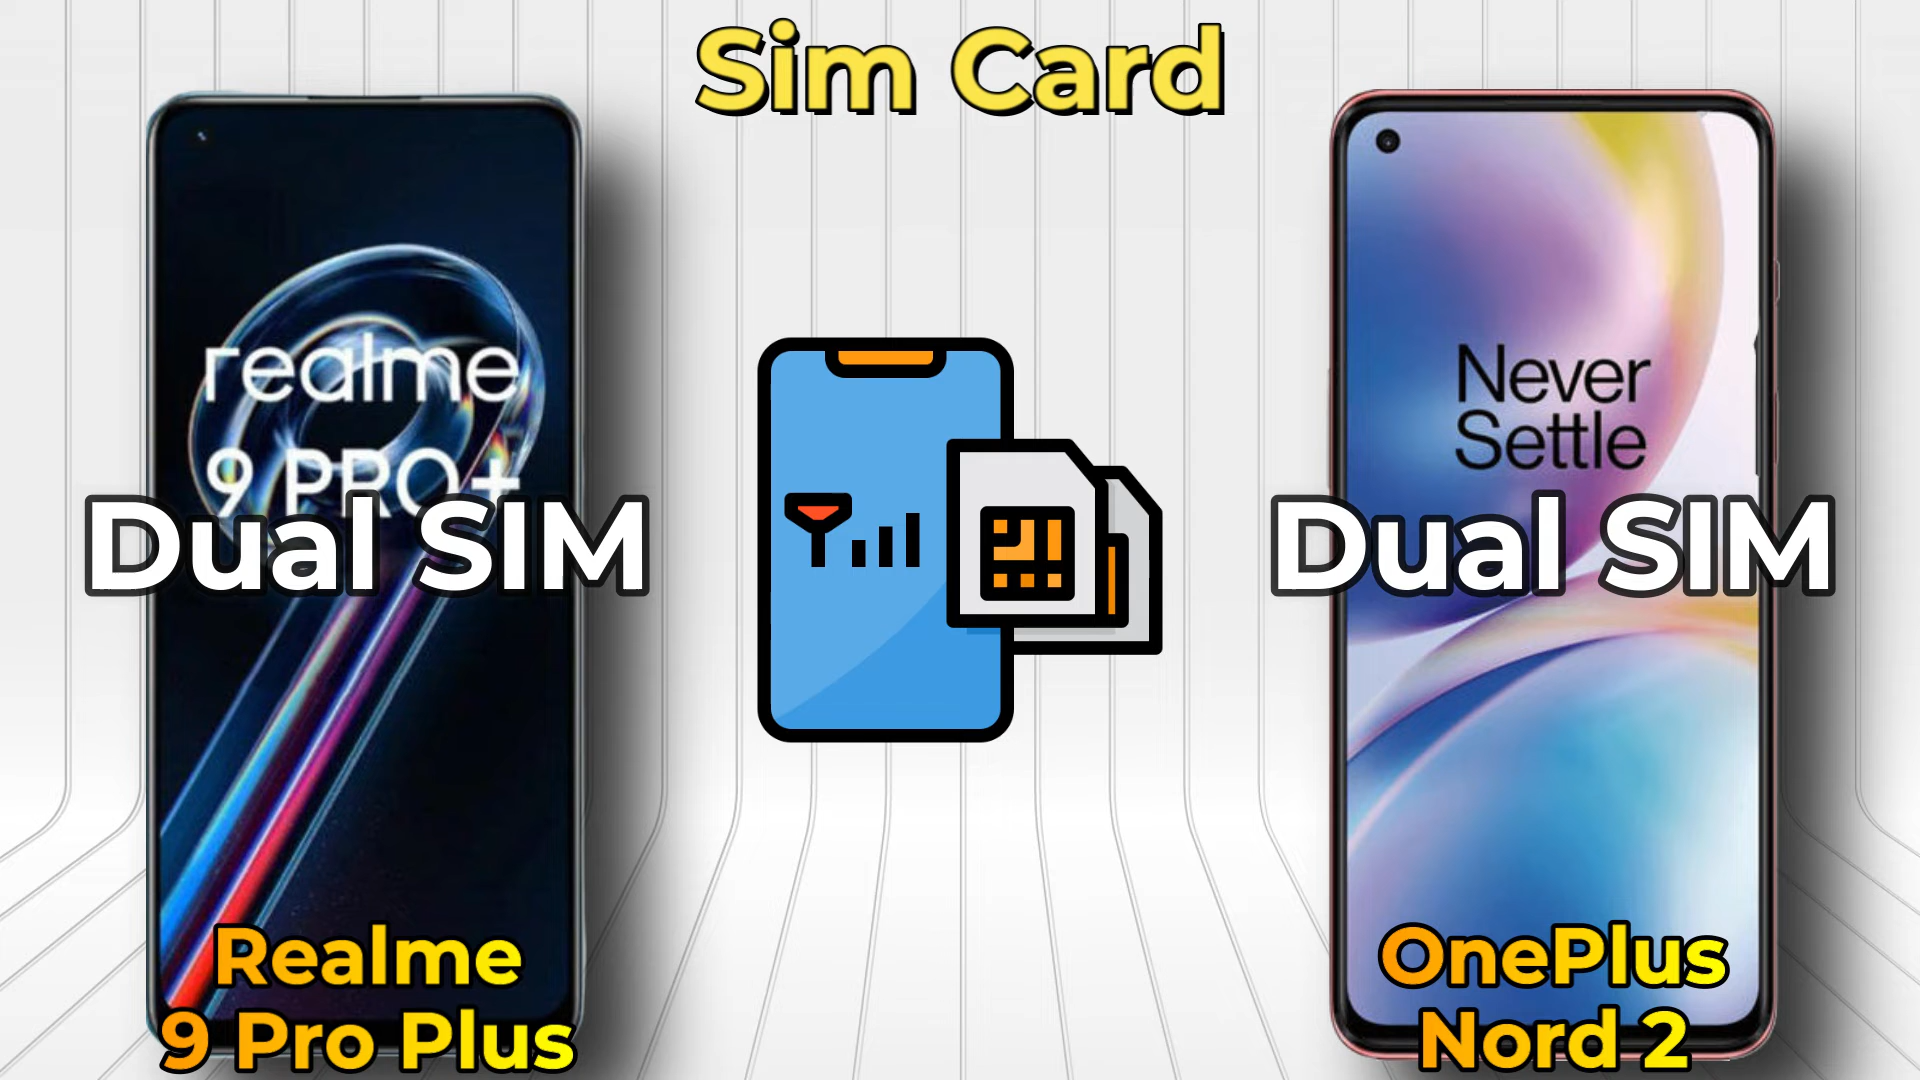 Sim Card
realme
9 PRO+
Dual SIM
Realme
9 Pro Plus
Never
Settle
Dual SIM
OnePlus
Nord 2